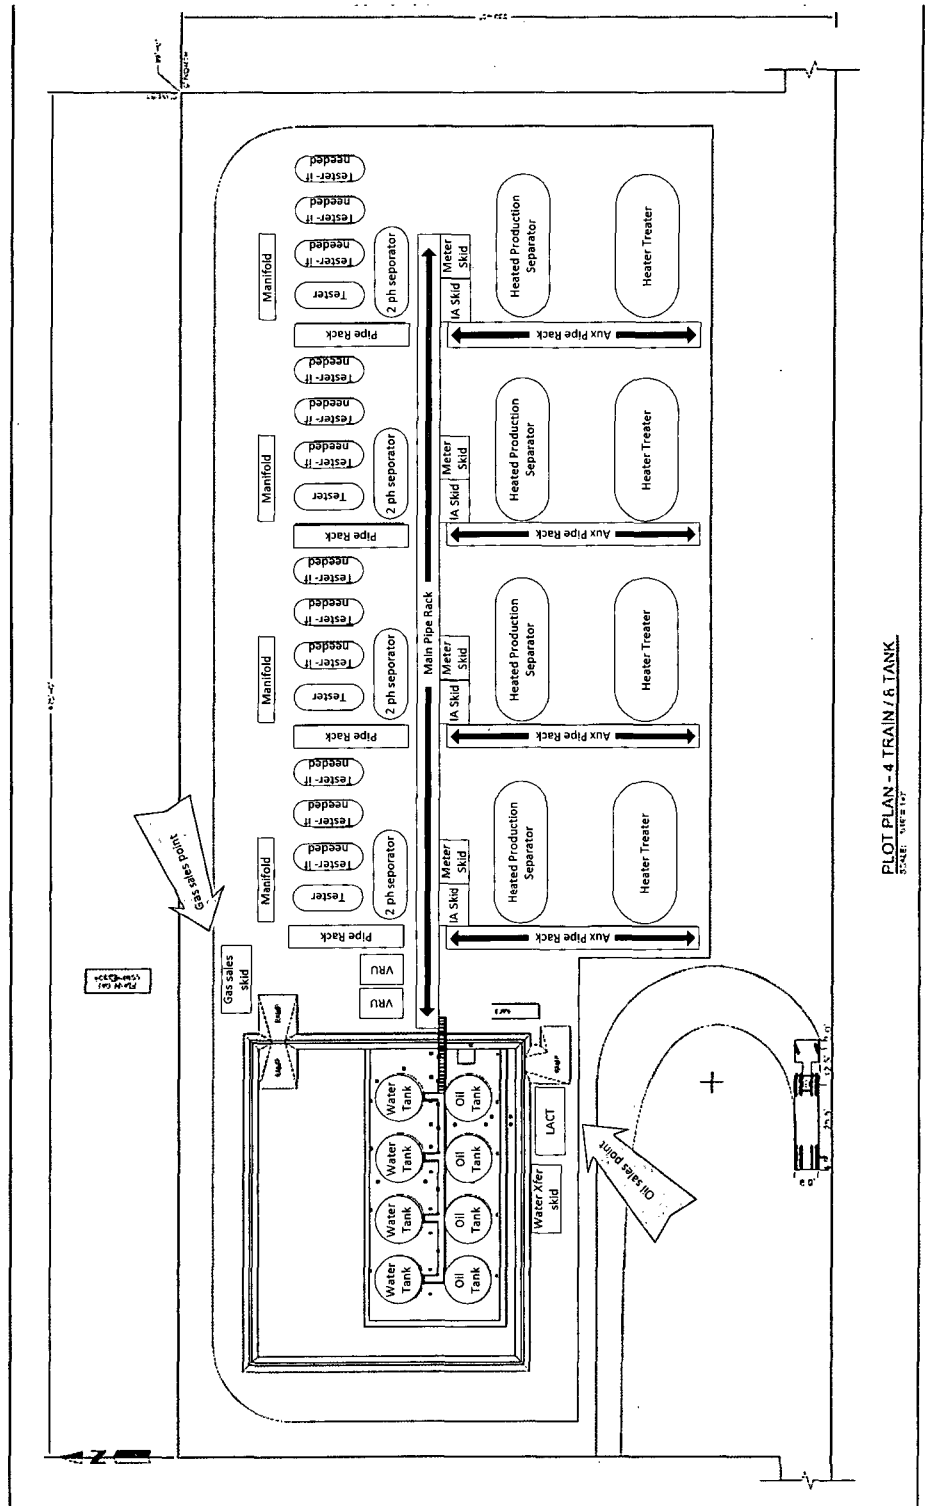 Manifold
Tester
Tester- if
needed
Tester- if
needed
Tester- if
needed
2 ph seporator
Pipe Rack
Meter
Skid
IA Skid
Heated Production
Separator
Heater Treater
Aux Pipe Rack
Manifold
Tester
Tester- if
needed
Tester- if
needed
Tester- if
needed
2 ph seporator
Pipe Rack
Meter
Skid
IA Skid
Heated Production
Separator
Heater Treater
Aux Pipe Rack
Main Pipe Rack
Manifold
Tester
Tester- if
needed
Tester- if
needed
Tester- if
needed
2 ph seporator
Pipe Rack
Meter
Skid
IA Skid
Heated Production
Separator
Heater Treater
Aux Pipe Rack
Manifold
Tester
Tester- if
needed
Tester- if
needed
Tester- if
needed
2 ph seporator
Pipe Rack
Meter
Skid
IA Skid
Heated Production
Separator
Heater Treater
Aux Pipe Rack
Gas sales point
Gas sales
skid
VRU
VRU
RAMP
RAMP
RAMP
Water
Tank
Water
Tank
Water
Tank
Water
Tank
Oil
Tank
Oil
Tank
Oil
Tank
Oil
Tank
LACT
Water Xfer
skid
Oil sales point
N
PLOT PLAN - 4 TRAIN / 8 TANK